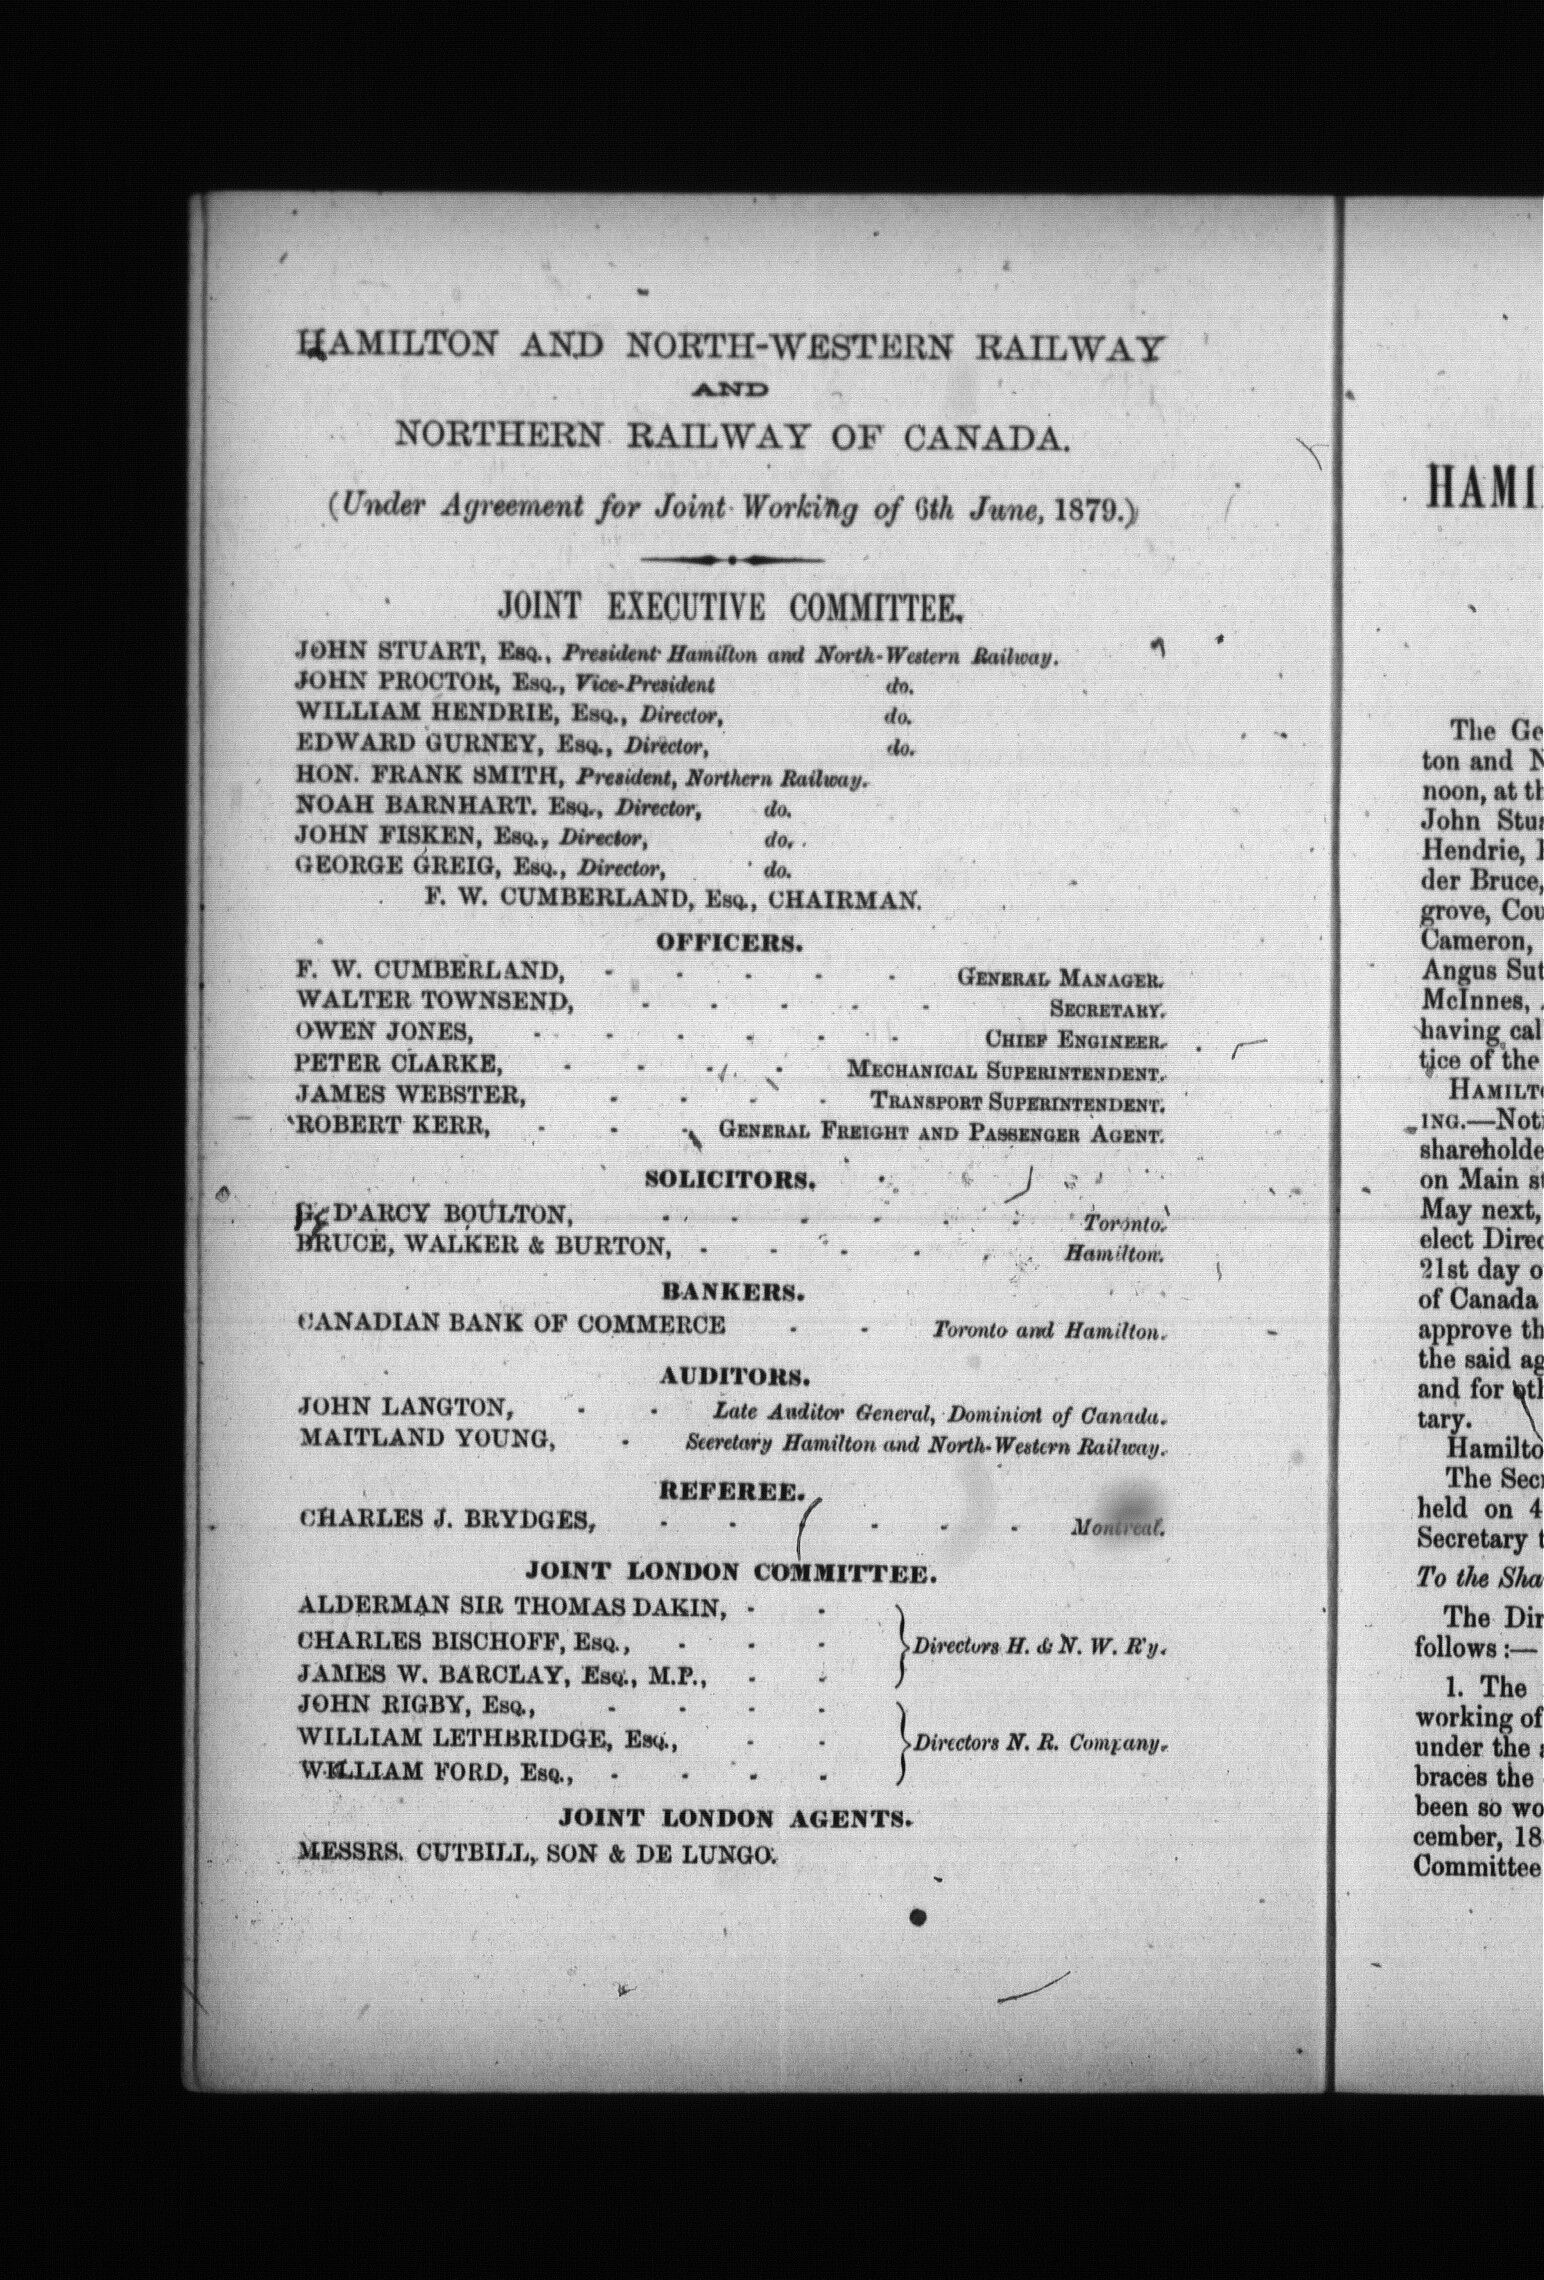 HAMILTON AND NORTH-WESTERN RAILWAY
AND
NORTHERN RAILWAY OF CANADA.
(Under Agreement for Joint Working of 6th June, 1879.)
JOINT EXECUTIVE COMMITTEE.
JOHN STUART, Esq., President Hamilton and North-Western Railway.
JOHN PROCTOR, Esq., Vice-President do.
WILLIAM HENDRIE, Esq., Director, do.
EDWARD GURNEY, Esq., Director, do.
HON. FRANK SMITH, President, Northern Railway.
NOAH BARNHART. Esq., Director, do.
JOHN FISKEN, Esq., Director, do.
GEORGE GREIG, Esq., Director, do.
F. W. CUMBERLAND, Esq., CHAIRMAN.
OFFICERS.
F. W. CUMBERLAND, - - - - - General Manager.
WALTER TOWNSEND, - - - - - Secretary.
OWEN JONES, - - - - - - Chief Engineer.
PETER CLARKE, - - - - Mechanical Superintendent.
JAMES WEBSTER, - - - - Transport Superintendent.
ROBERT KERR, - - - General Freight and Passenger Agent.
SOLICITORS.
G. D'ARCY BOULTON, - - - - - - Toronto.
BRUCE, WALKER & BURTON, - - - - - Hamilton.
BANKERS.
CANADIAN BANK OF COMMERCE - - Toronto and Hamilton.
AUDITORS.
JOHN LANGTON, - - Late Auditor General, Dominion of Canada.
MAITLAND YOUNG, - Secretary Hamilton and North-Western Railway.
REFEREE.
CHARLES J. BRYDGES, - - - - - - Montreal.
JOINT LONDON COMMITTEE.
ALDERMAN SIR THOMAS DAKIN, - -
CHARLES BISCHOFF, Esq., - - - Directors H. & N. W. R'y.
JAMES W. BARCLAY, Esq., M.P., - -
JOHN RIGBY, Esq., - - - -
WILLIAM LETHBRIDGE, Esq., - - Directors N. R. Company.
WILLIAM FORD, Esq., - - - -
JOINT LONDON AGENTS.
MESSRS. CUTBILL, SON & DE LUNGO.
HAMI
The Ge
ton and N
noon, at th
John Stua
Hendrie, 
der Bruce,
grove, Cou
Cameron,
Angus Sut
McInnes,
having cal
tice of the
Hamilto
ing.—Noti
shareholde
on Main st
May next,
elect Direc
21st day o
of Canada
approve th
the said ag
and for oth
tary.
Hamilto
The Secr
held on 4
Secretary t
To the Sha
The Dir
follows:—
1. The
working of
under the a
braces the
been so wo
cember, 18
Committee